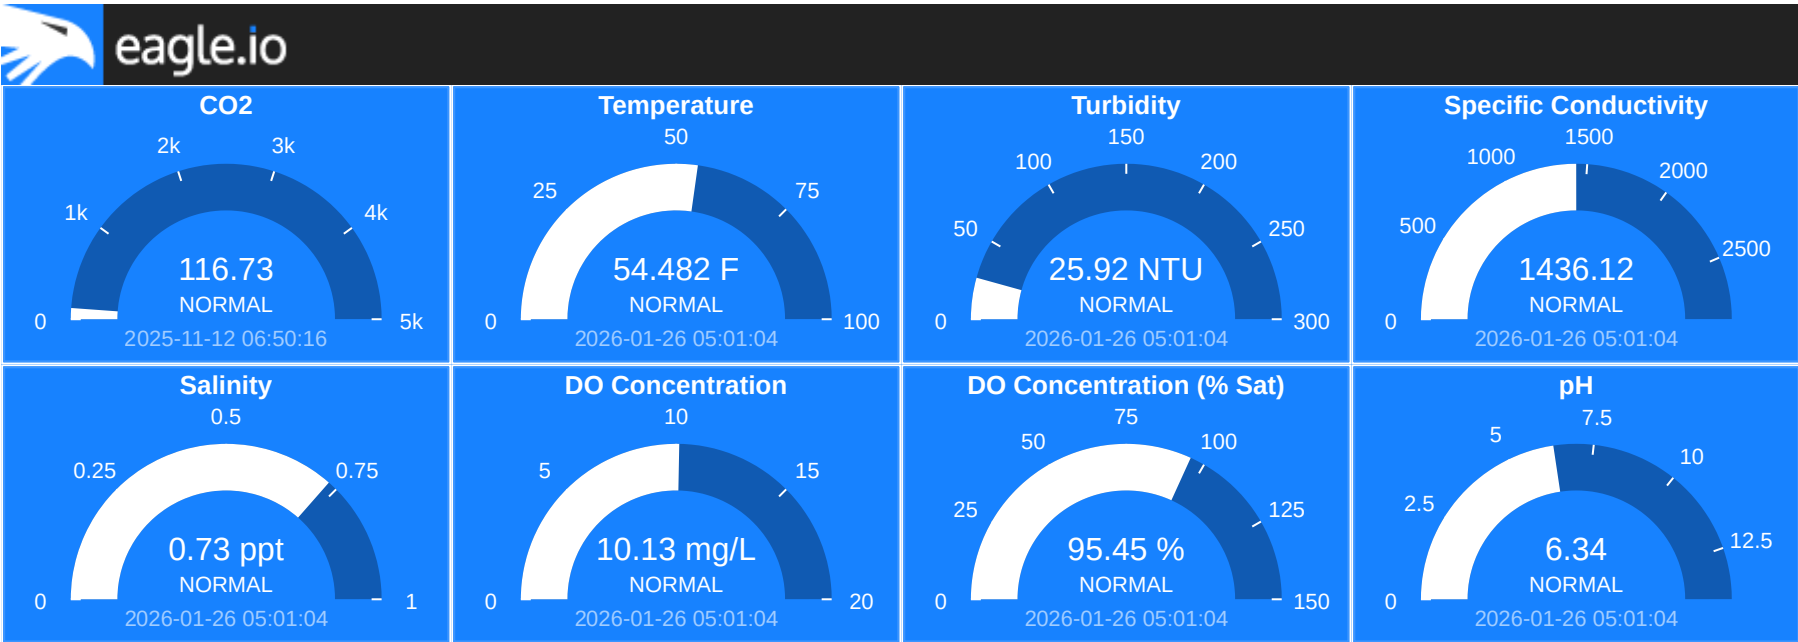 eagle.io
CO2
2k
3k
1k
4k
116.73
NORMAL
0
5k
2025-11-12 06:50:16
Temperature
50
25
75
54.482 F
NORMAL
0
100
2026-01-26 05:01:04
Turbidity
150
100
200
50
250
25.92 NTU
NORMAL
0
300
2026-01-26 05:01:04
Specific Conductivity
1500
1000
2000
500
2500
1436.12
NORMAL
0
2026-01-26 05:01:04
Salinity
0.5
0.25
0.75
0.73 ppt
NORMAL
0
1
2026-01-26 05:01:04
DO Concentration
10
5
15
10.13 mg/L
NORMAL
0
20
2026-01-26 05:01:04
DO Concentration (% Sat)
75
50
100
25
125
95.45 %
NORMAL
0
150
2026-01-26 05:01:04
pH
7.5
5
10
2.5
12.5
6.34
NORMAL
0
2026-01-26 05:01:04